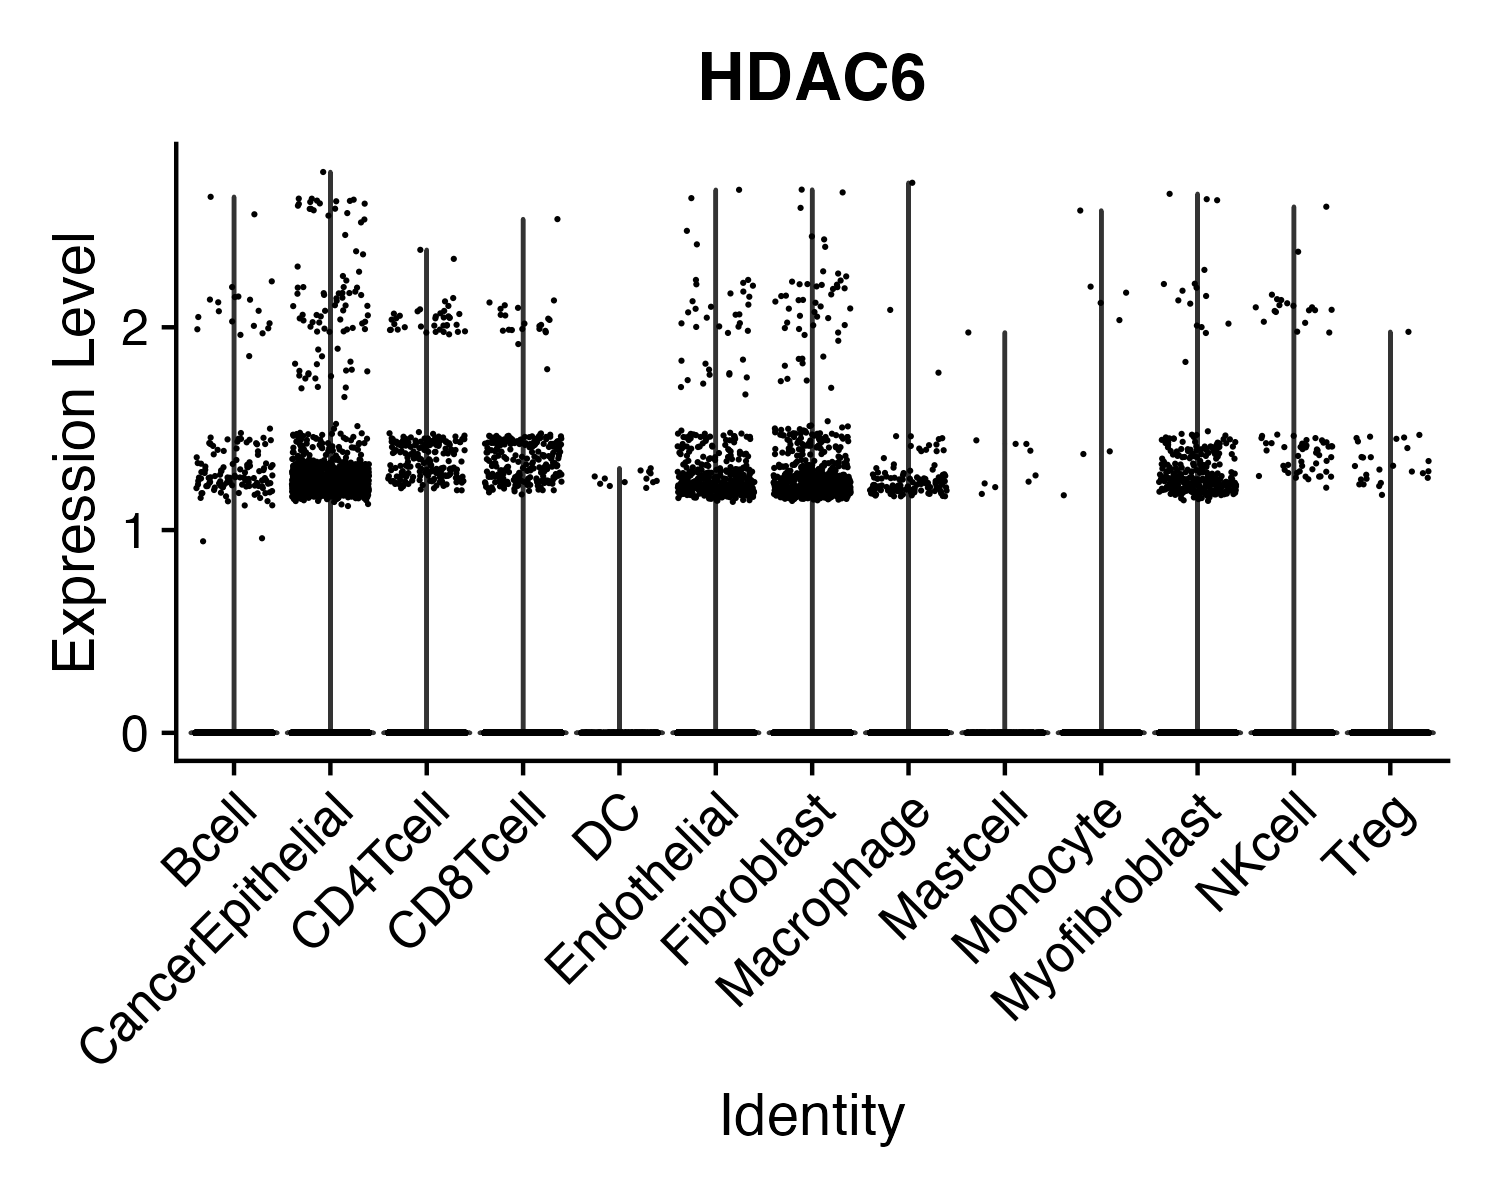 HDAC6
Expression Level
2
1
0
Bcell
CancerEpithelial
CD4Tcell
CD8Tcell
DC
Endothelial
Fibroblast
Macrophage
Mastcell
Monocyte
Myofibroblast
NKcell
Treg
Identity